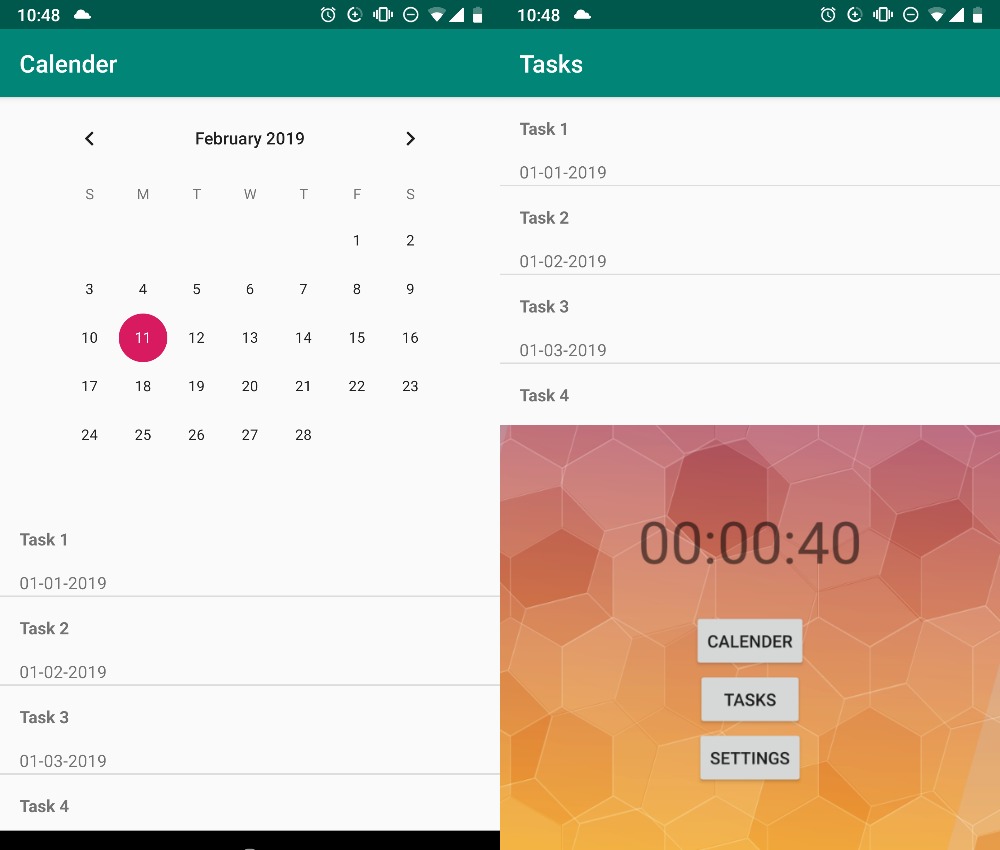 10:48
Calender
February 2019
S M T W T F S
1 2
3 4 5 6 7 8 9
10 11 12 13 14 15 16
17 18 19 20 21 22 23
24 25 26 27 28
Task 1
01-01-2019
Task 2
01-02-2019
Task 3
01-03-2019
Task 4
10:48
Tasks
Task 1
01-01-2019
Task 2
01-02-2019
Task 3
01-03-2019
Task 4
00:00:40
CALENDER
TASKS
SETTINGS